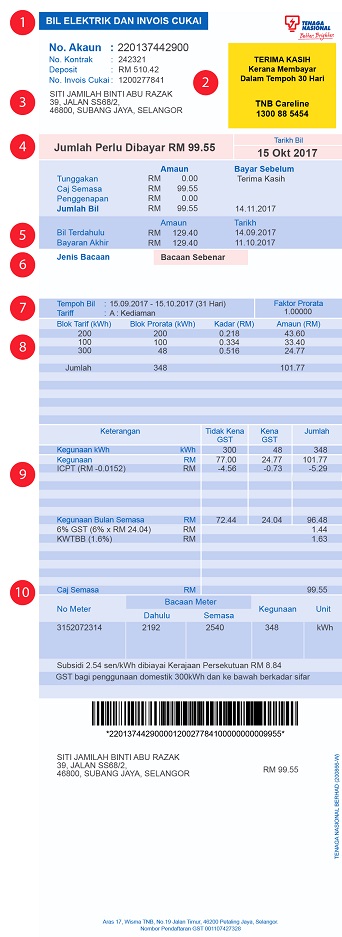 1 BIL ELEKTRIK DAN INVOIS CUKAI
TENAGA NASIONAL
Better. Brighter.
No. Akaun : 220137442900
No. Kontrak : 242321
Deposit : RM 510.42
No. Invois Cukai : 1200277841
2
TERIMA KASIH
Kerana Membayar
Dalam Tempoh 30 Hari
TNB Careline
1300 88 5454
3 SITI JAMILAH BINTI ABU RAZAK
39, JALAN SS68/2,
46800, SUBANG JAYA, SELANGOR
4 Jumlah Perlu Dibayar RM 99.55
Tarikh Bil
15 Okt 2017
Amaun Bayar Sebelum
Tunggakan RM 0.00 Terima Kasih
Caj Semasa RM 99.55
Penggenapan RM 0.00
Jumlah Bil RM 99.55 14.11.2017
5 Amaun Tarikh
Bil Terdahulu RM 129.40 14.09.2017
Bayaran Akhir RM 129.40 11.10.2017
6 Jenis Bacaan Bacaan Sebenar
7 Tempoh Bil : 15.09.2017 - 15.10.2017 (31 Hari) Faktor Prorata
Tariff : A : Kediaman 1.00000
8 Blok Tarif (kWh) Blok Prorata (kWh) Kadar (RM) Amaun (RM)
200 200 0.218 43.60
100 100 0.334 33.40
300 48 0.516 24.77
Jumlah 348 101.77
Keterangan Tidak Kena GST Kena GST Jumlah
9 Kegunaan kWh kWh 300 48 348
Kegunaan RM 77.00 24.77 101.77
ICPT (RM -0.0152) RM -4.56 -0.73 -5.29
Kegunaan Bulan Semasa RM 72.44 24.04 96.48
6% GST (6% x RM 24.04) RM 1.44
KWTBB (1.6%) RM 1.63
Caj Semasa RM 99.55
10 No Meter Bacaan Meter Kegunaan Unit
Dahulu Semasa
3152072314 2192 2540 348 kWh
Subsidi 2.54 sen/kWh dibiayai Kerajaan Persekutuan RM 8.84
GST bagi penggunaan domestik 300kWh dan ke bawah berkadar sifar
*22013744290000120027784100000000009955*
SITI JAMILAH BINTI ABU RAZAK
39, JALAN SS68/2,
46800, SUBANG JAYA, SELANGOR RM 99.55
TENAGA NASIONAL BERHAD (200866-W)
Aras 17, Wisma TNB, No 19 Jalan Timur, 46200 Petaling Jaya, Selangor.
Nombor Pendaftaran GST 001107427328